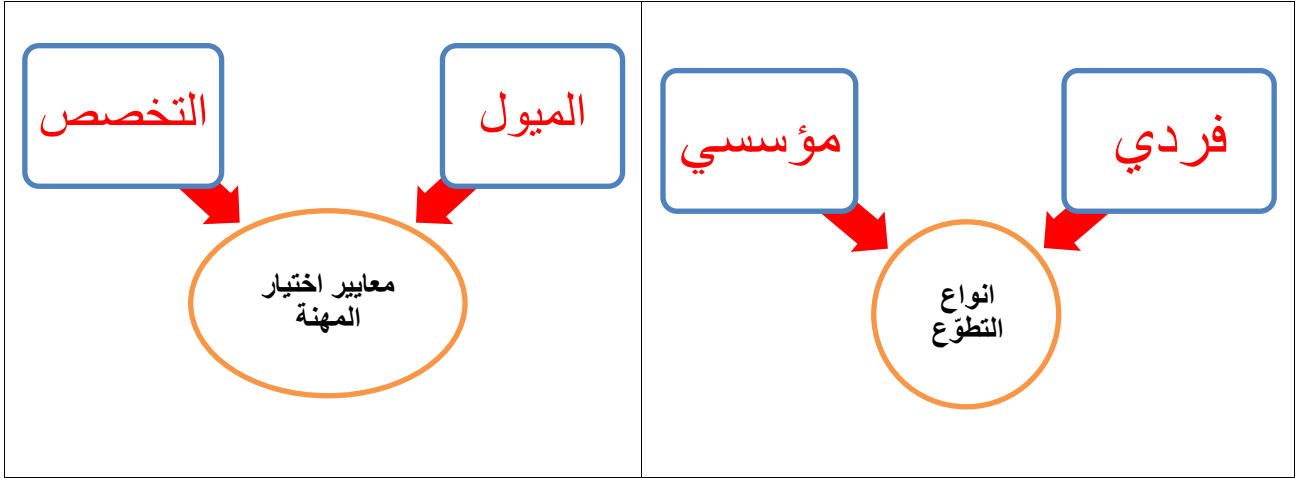 فردي
مؤسسي
انواع
التطوّع
الميول
التخصص
معايير اختيار
المهنة